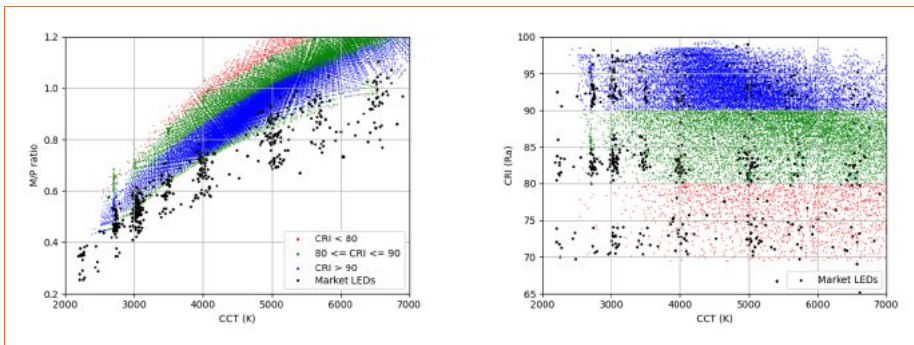 1.2
1.0
0.8
0.6
0.4
0.2
M/P ratio
2000 3000 4000 5000 6000 7000
CCT (K)
CRI < 80
80 <= CRI <= 90
CRI > 90
Market LEDs
100
95
90
85
80
75
70
65
CRI (Ra)
2000 3000 4000 5000 6000 7000
CCT (K)
Market LEDs